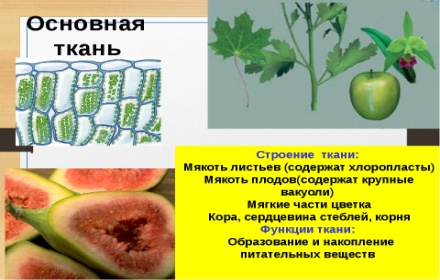 Основная
ткань
Строение ткани:
Мякоть листьев (содержат хлоропласты)
Мякоть плодов(содержат крупные
вакуоли)
Мягкие части цветка
Кора, сердцевина стеблей, корня
Функции ткани:
Образование и накопление
питательных веществ